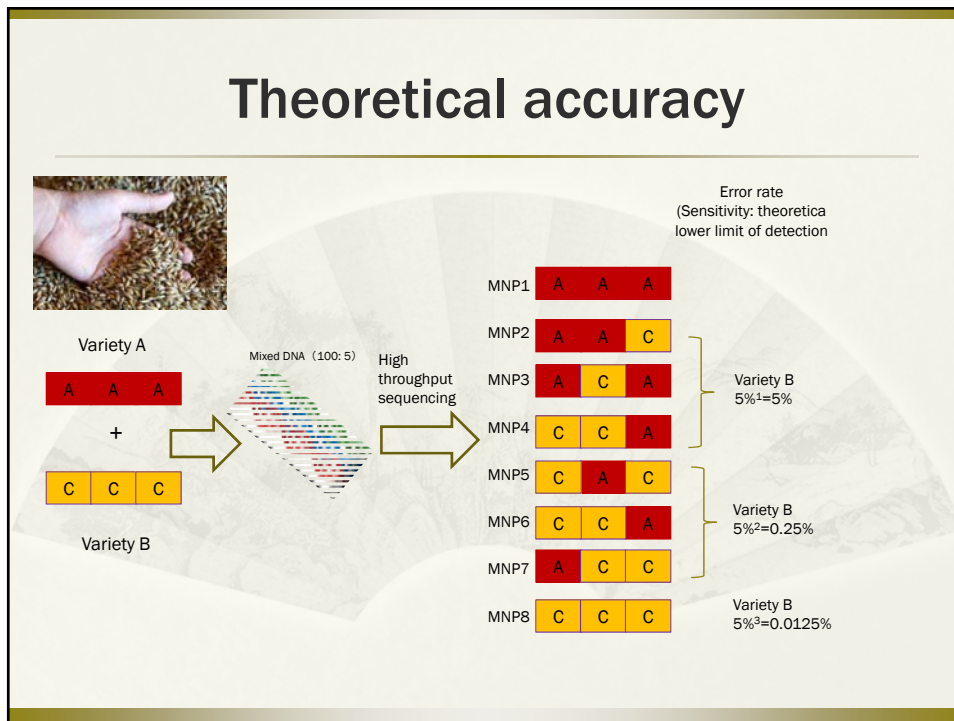 Theoretical accuracy
Error rate
(Sensitivity: theoretica
lower limit of detection
Variety A
A A A
+
C C C
Variety B
Mixed DNA（100: 5）
High
throughput
sequencing
MNP1 A A A
MNP2 A A C
MNP3 A C A
MNP4 C C A
Variety B
5%¹=5%
MNP5 C A C
MNP6 C C A
MNP7 A C C
Variety B
5%²=0.25%
MNP8 C C C
Variety B
5%³=0.0125%